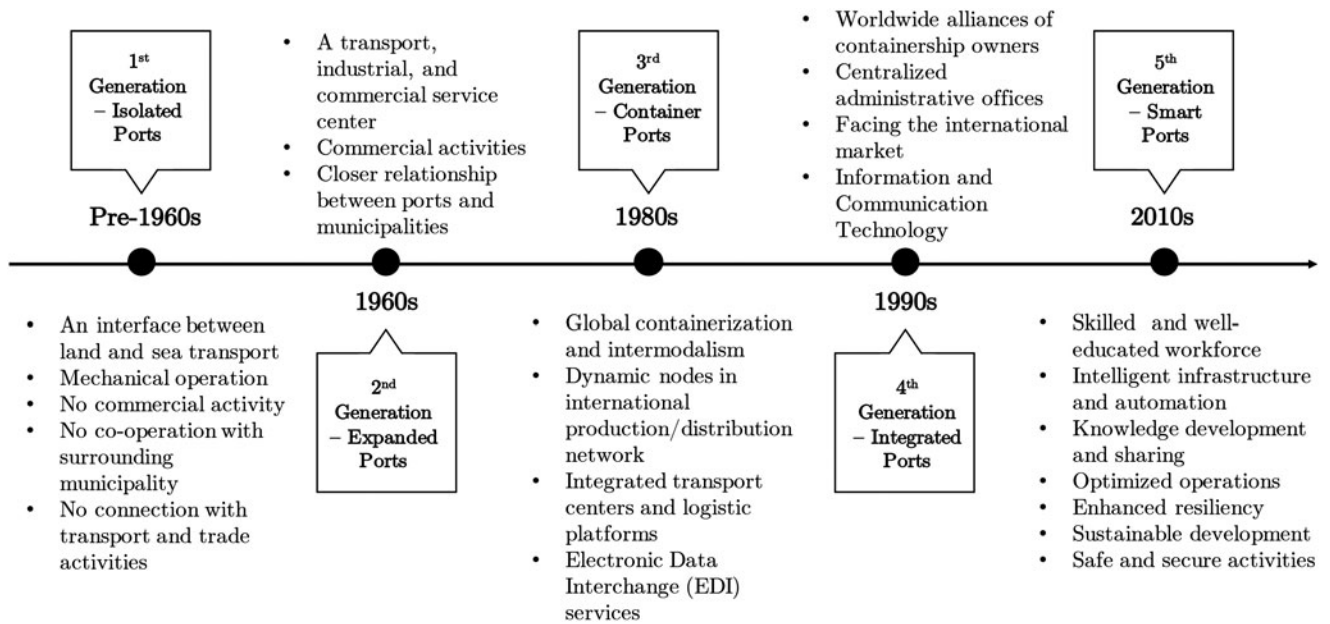 1st
Generation
– Isolated
Ports
Pre-1960s
• An interface between
land and sea transport
• Mechanical operation
• No commercial activity
• No co-operation with
surrounding
municipality
• No connection with
transport and trade
activities
• A transport,
industrial, and
commercial service
center
• Commercial activities
• Closer relationship
between ports and
municipalities
1960s
2nd
Generation
– Expanded
Ports
3rd
Generation
– Container
Ports
1980s
• Global containerization
and intermodalism
• Dynamic nodes in
international
production/distribution
network
• Integrated transport
centers and logistic
platforms
• Electronic Data
Interchange (EDI)
services
• Worldwide alliances of
containership owners
• Centralized
administrative offices
• Facing the international
market
• Information and
Communication
Technology
1990s
4th
Generation
– Integrated
Ports
5th
Generation
– Smart
Ports
2010s
• Skilled and well-
educated workforce
• Intelligent infrastructure
and automation
• Knowledge development
and sharing
• Optimized operations
• Enhanced resiliency
• Sustainable development
• Safe and secure activities